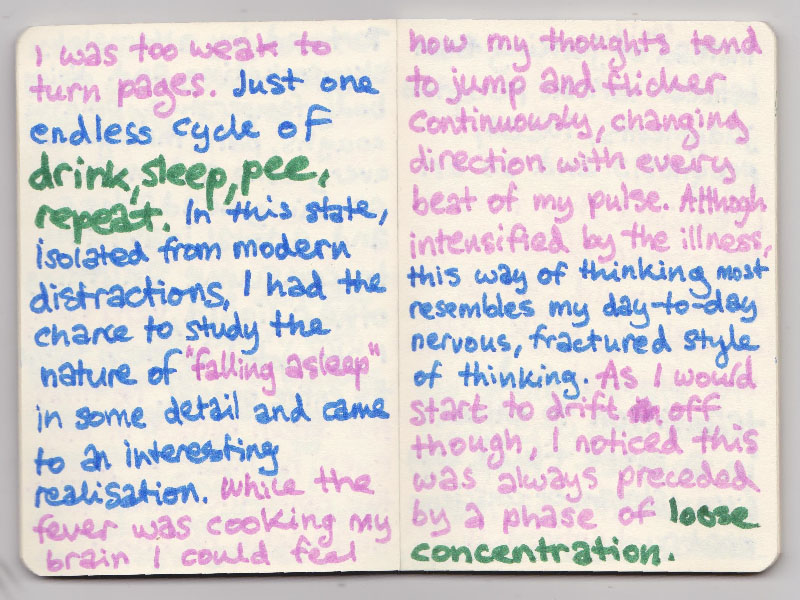 I was too weak to
turn pages. Just one
endless cycle of
drink, sleep, pee,
repeat. In this state,
isolated from modern
distractions, I had the
chance to study the
nature of "falling asleep"
in some detail and came
to an interesting
realisation. While the
fever was cooking my
brain I could feel
how my thoughts tend
to jump and flicker
continuously, changing
direction with every
beat of my pulse. Although
intensified by the illness,
this way of thinking most
resembles my day-to-day
nervous, fractured style
of thinking. As I would
start to drift off
though, I noticed this
was always preceded
by a phase of loose
concentration.